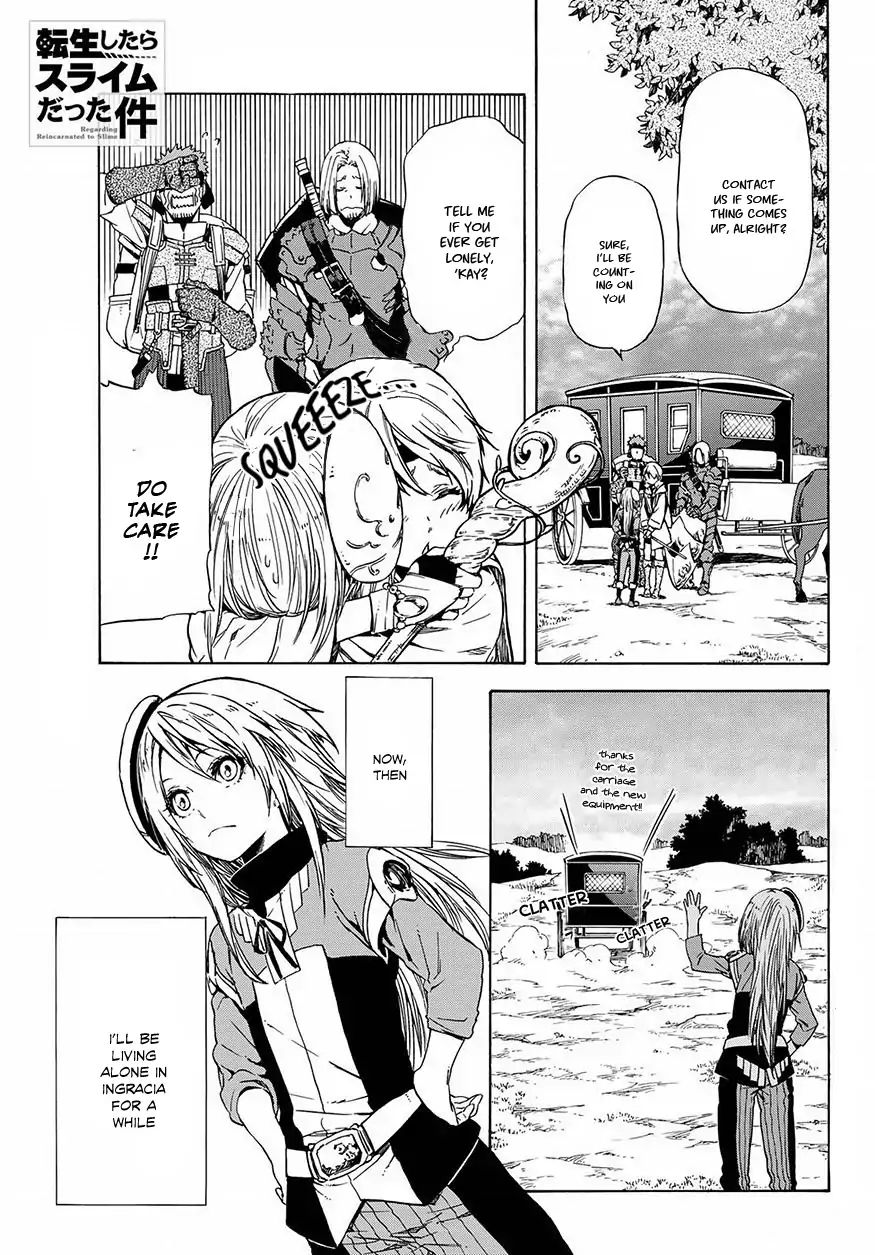 転生したら
スライム
だった件
Regarding
Reincarnated to Slime
CONTACT
US IF SOME-
THING COMES
UP, ALRIGHT?
SURE,
I'LL BE
COUNT-
ING ON
YOU
TELL ME
IF YOU
EVER GET
LONELY,
'KAY?
SQUEEEEZE...
DO
TAKE
CARE
!!
thanks
for the
carriage
and the new
equipment!!
CLATTER
CLATTER
NOW,
THEN
I'LL BE
LIVING
ALONE IN
INGRACIA
FOR A
WHILE